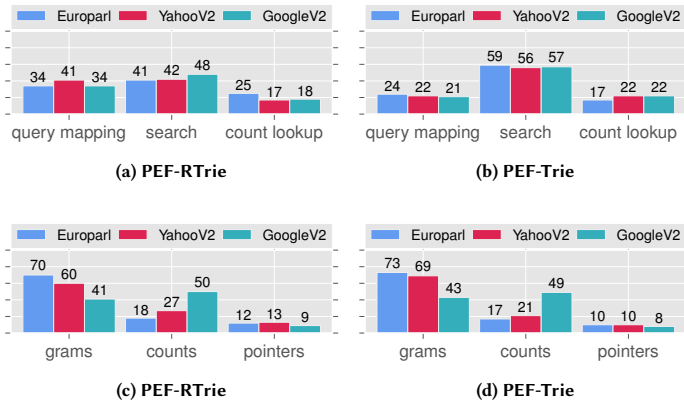 Europarl YahooV2 GoogleV2
34 41 34 41 42 48 25 17 18
query mapping search count lookup
(a) PEF-RTrie
Europarl YahooV2 GoogleV2
24 22 21 59 56 57 17 22 22
query mapping search count lookup
(b) PEF-Trie
Europarl YahooV2 GoogleV2
70 60 41 18 27 50 12 13 9
grams counts pointers
(c) PEF-RTrie
Europarl YahooV2 GoogleV2
73 69 43 17 21 49 10 10 8
grams counts pointers
(d) PEF-Trie